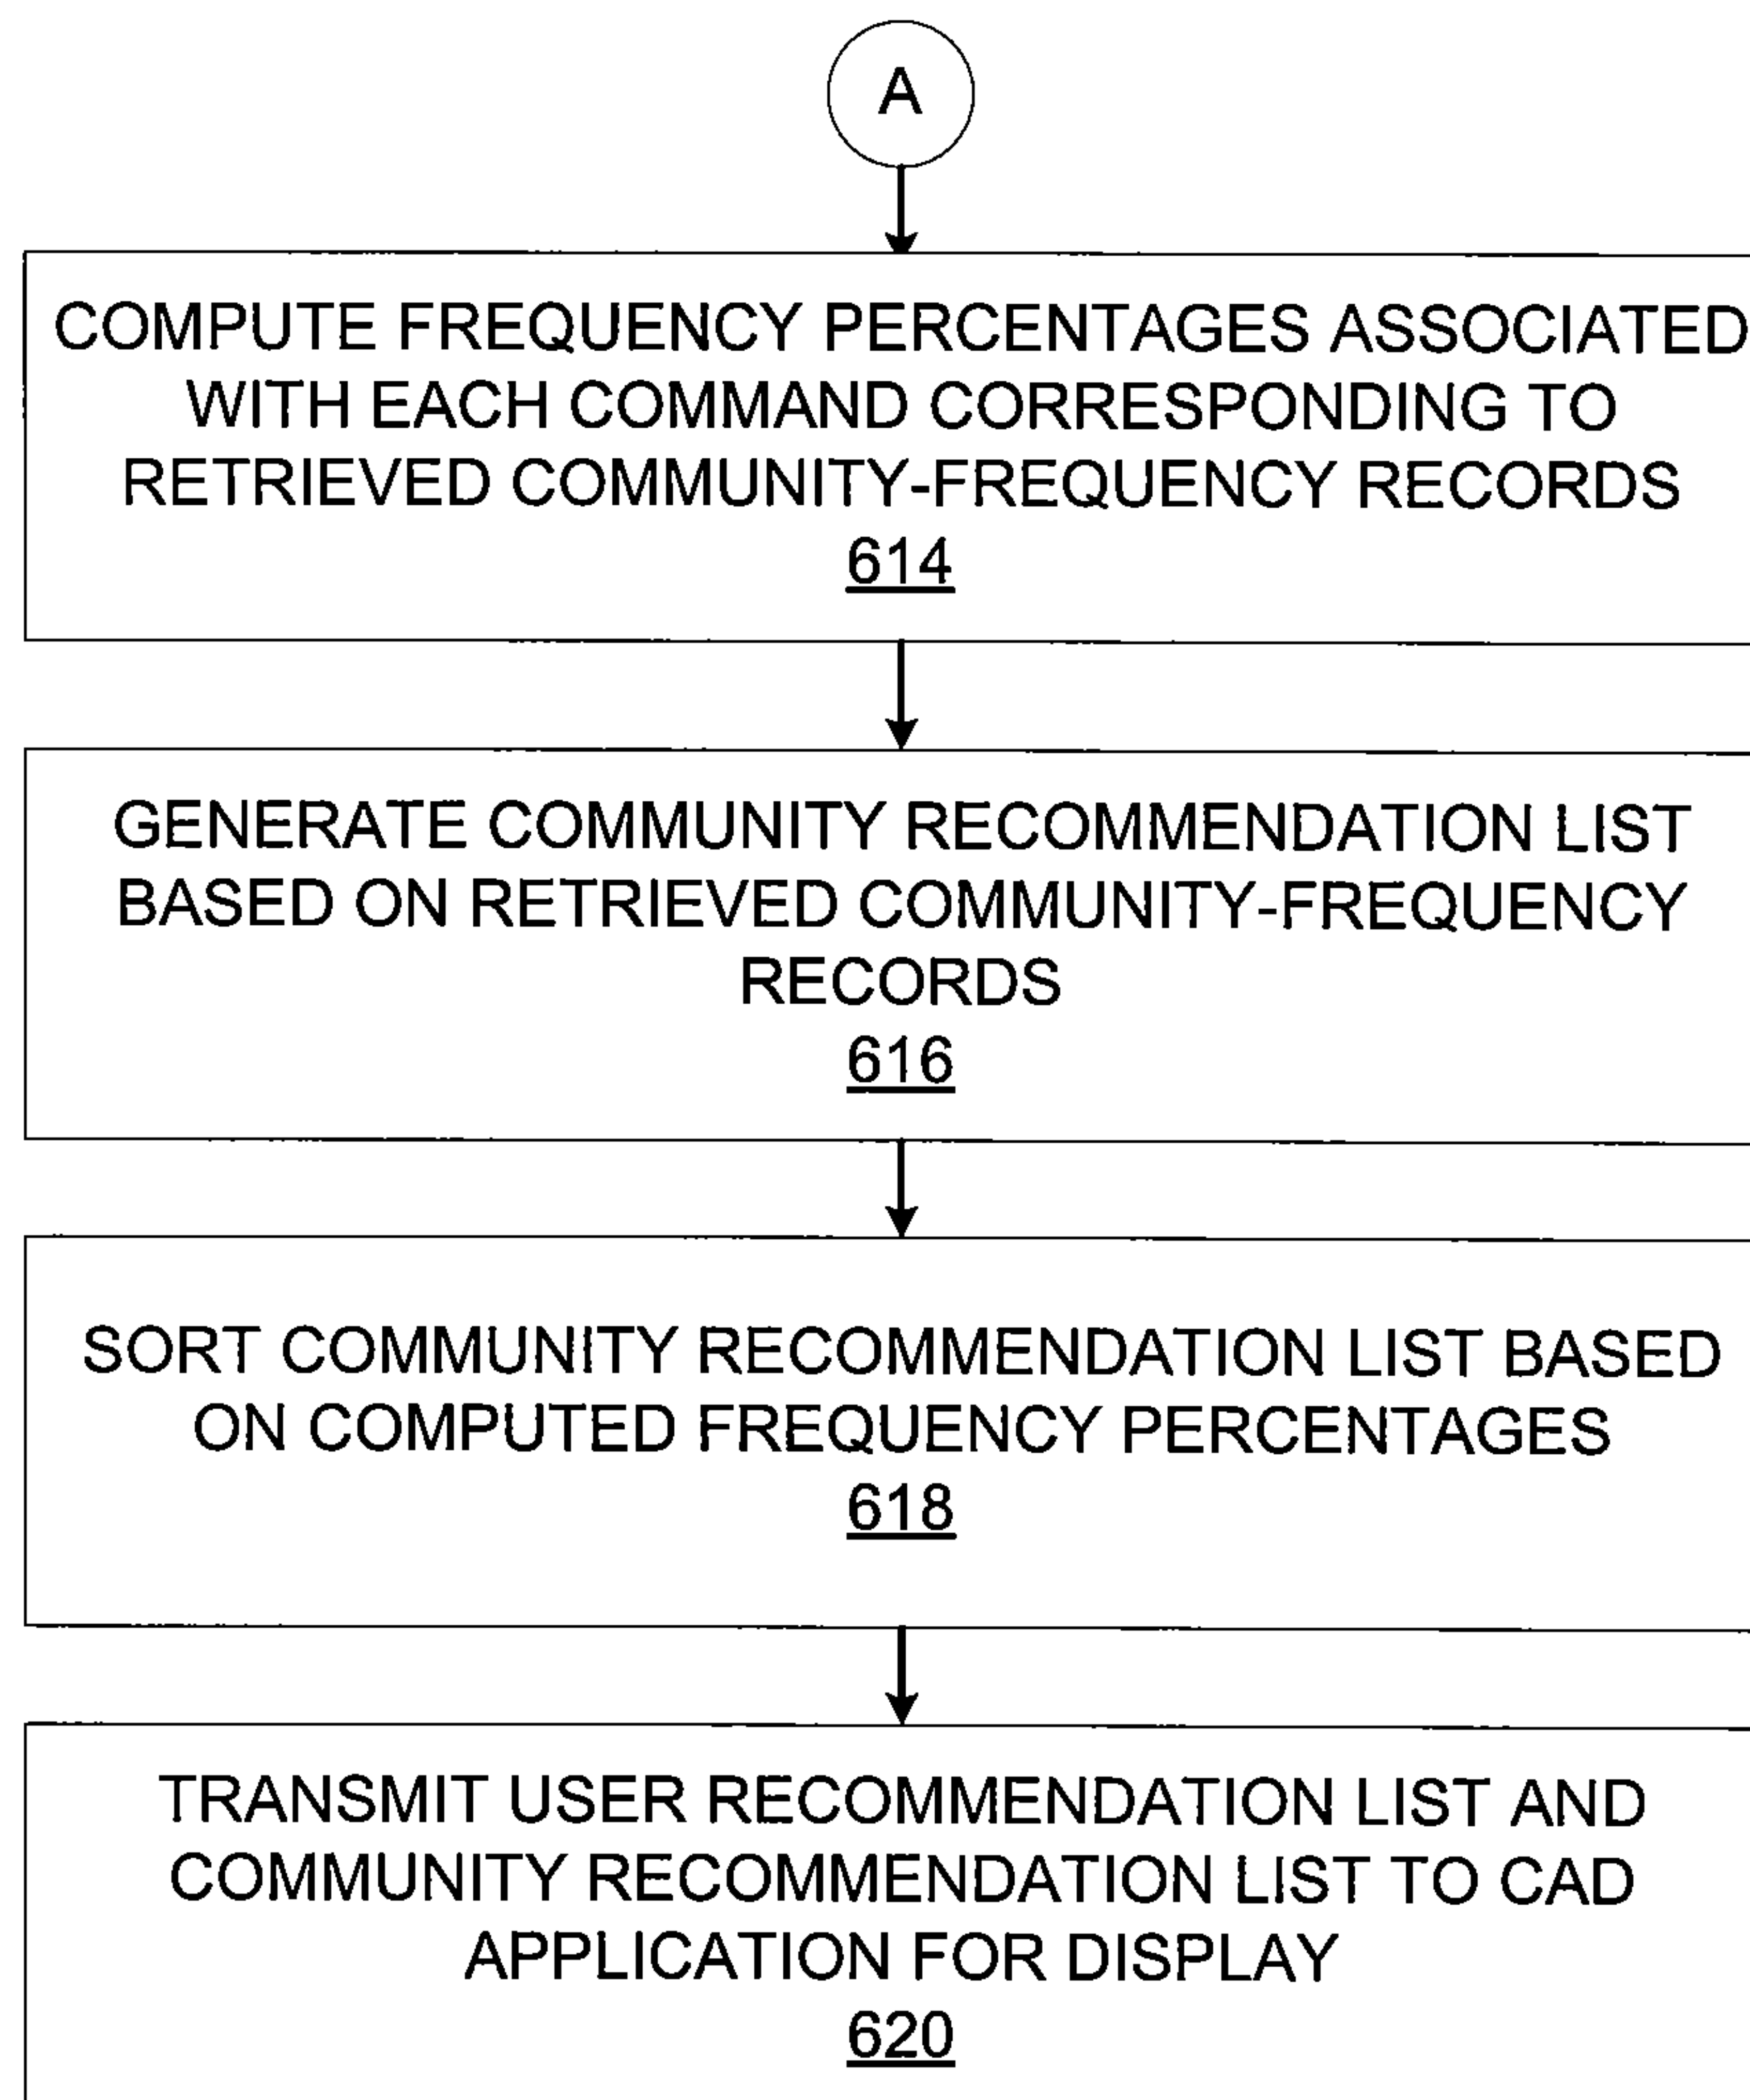 A
COMPUTE FREQUENCY PERCENTAGES ASSOCIATED
WITH EACH COMMAND CORRESPONDING TO
RETRIEVED COMMUNITY-FREQUENCY RECORDS
614
GENERATE COMMUNITY RECOMMENDATION LIST
BASED ON RETRIEVED COMMUNITY-FREQUENCY
RECORDS
616
SORT COMMUNITY RECOMMENDATION LIST BASED
ON COMPUTED FREQUENCY PERCENTAGES
618
TRANSMIT USER RECOMMENDATION LIST AND
COMMUNITY RECOMMENDATION LIST TO CAD
APPLICATION FOR DISPLAY
620